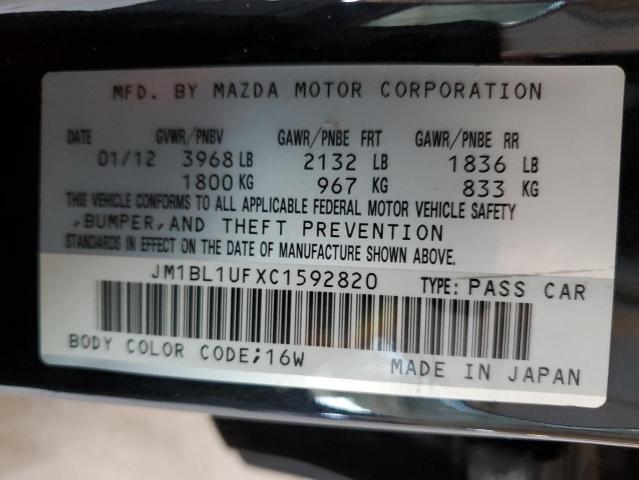 MFD. BY MAZDA MOTOR CORPORATION
DATE GVWR/PNBV GAWR/PNBE FRT GAWR/PNBE RR
01/12 3968 LB 2132 LB 1836 LB
1800 KG 967 KG 833 KG
THIS VEHICLE CONFORMS TO ALL APPLICABLE FEDERAL MOTOR VEHICLE SAFETY
,BUMPER,AND THEFT PREVENTION
STANDARDS IN EFFECT ON THE DATE OF MANUFACTURE SHOWN ABOVE.
JM1BL1UFXC1592820 TYPE: PASS CAR
BODY COLOR CODE;16W MADE IN JAPAN